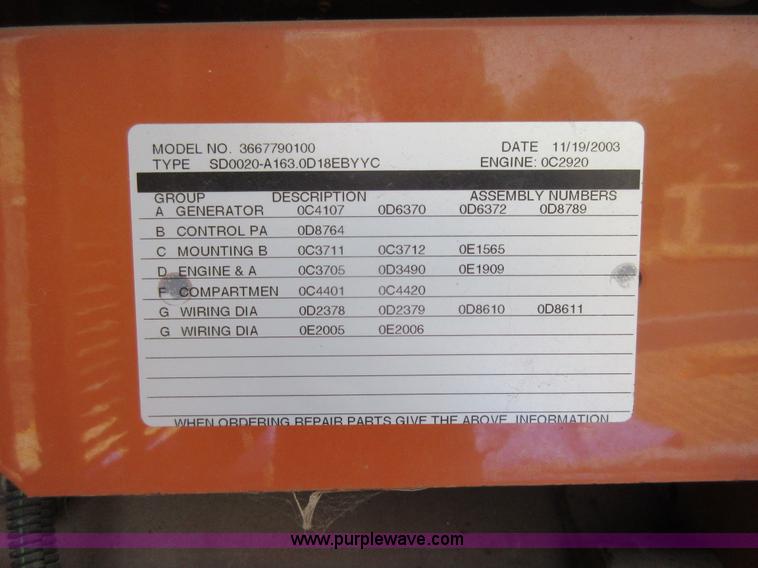 MODEL NO. 3667790100 DATE 11/19/2003
TYPE SD0020-A163.0D18EBYYC ENGINE: 0C2920
GROUP DESCRIPTION ASSEMBLY NUMBERS
A GENERATOR 0C4107 0D6370 0D6372 0D8789
B CONTROL PA 0D8764
C MOUNTING B 0C3711 0C3712 0E1565
D ENGINE & A 0C3705 0D3490 0E1909
F COMPARTMEN 0C4401 0C4420
G WIRING DIA 0D2378 0D2379 0D8610 0D8611
G WIRING DIA 0E2005 0E2006
WHEN ORDERING REPAIR PARTS GIVE THE ABOVE INFORMATION
www.purplewave.com